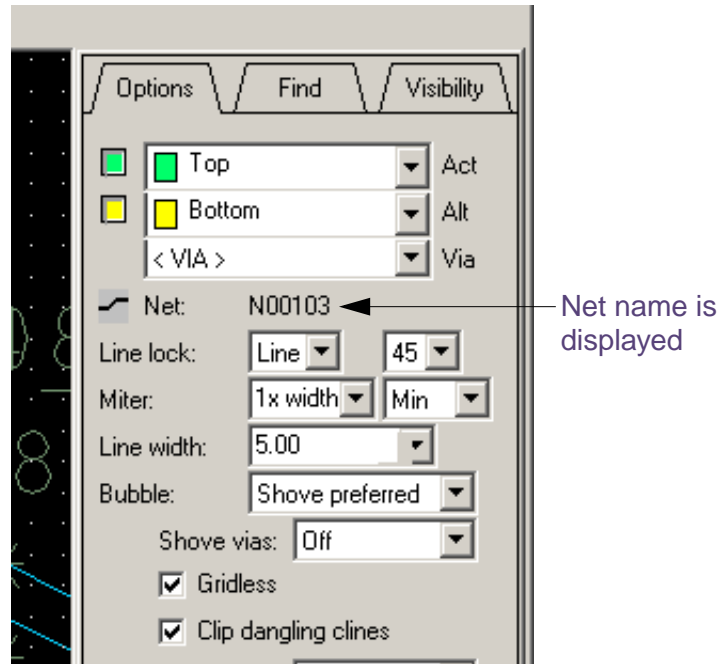 Options Find Visibility
Top Act
Bottom Alt
< VIA > Via
Net: N00103
Net name is
displayed
Line lock: Line 45
Miter: 1x width Min
Line width: 5.00
Bubble: Shove preferred
Shove vias: Off
Gridless
Clip dangling clines
8